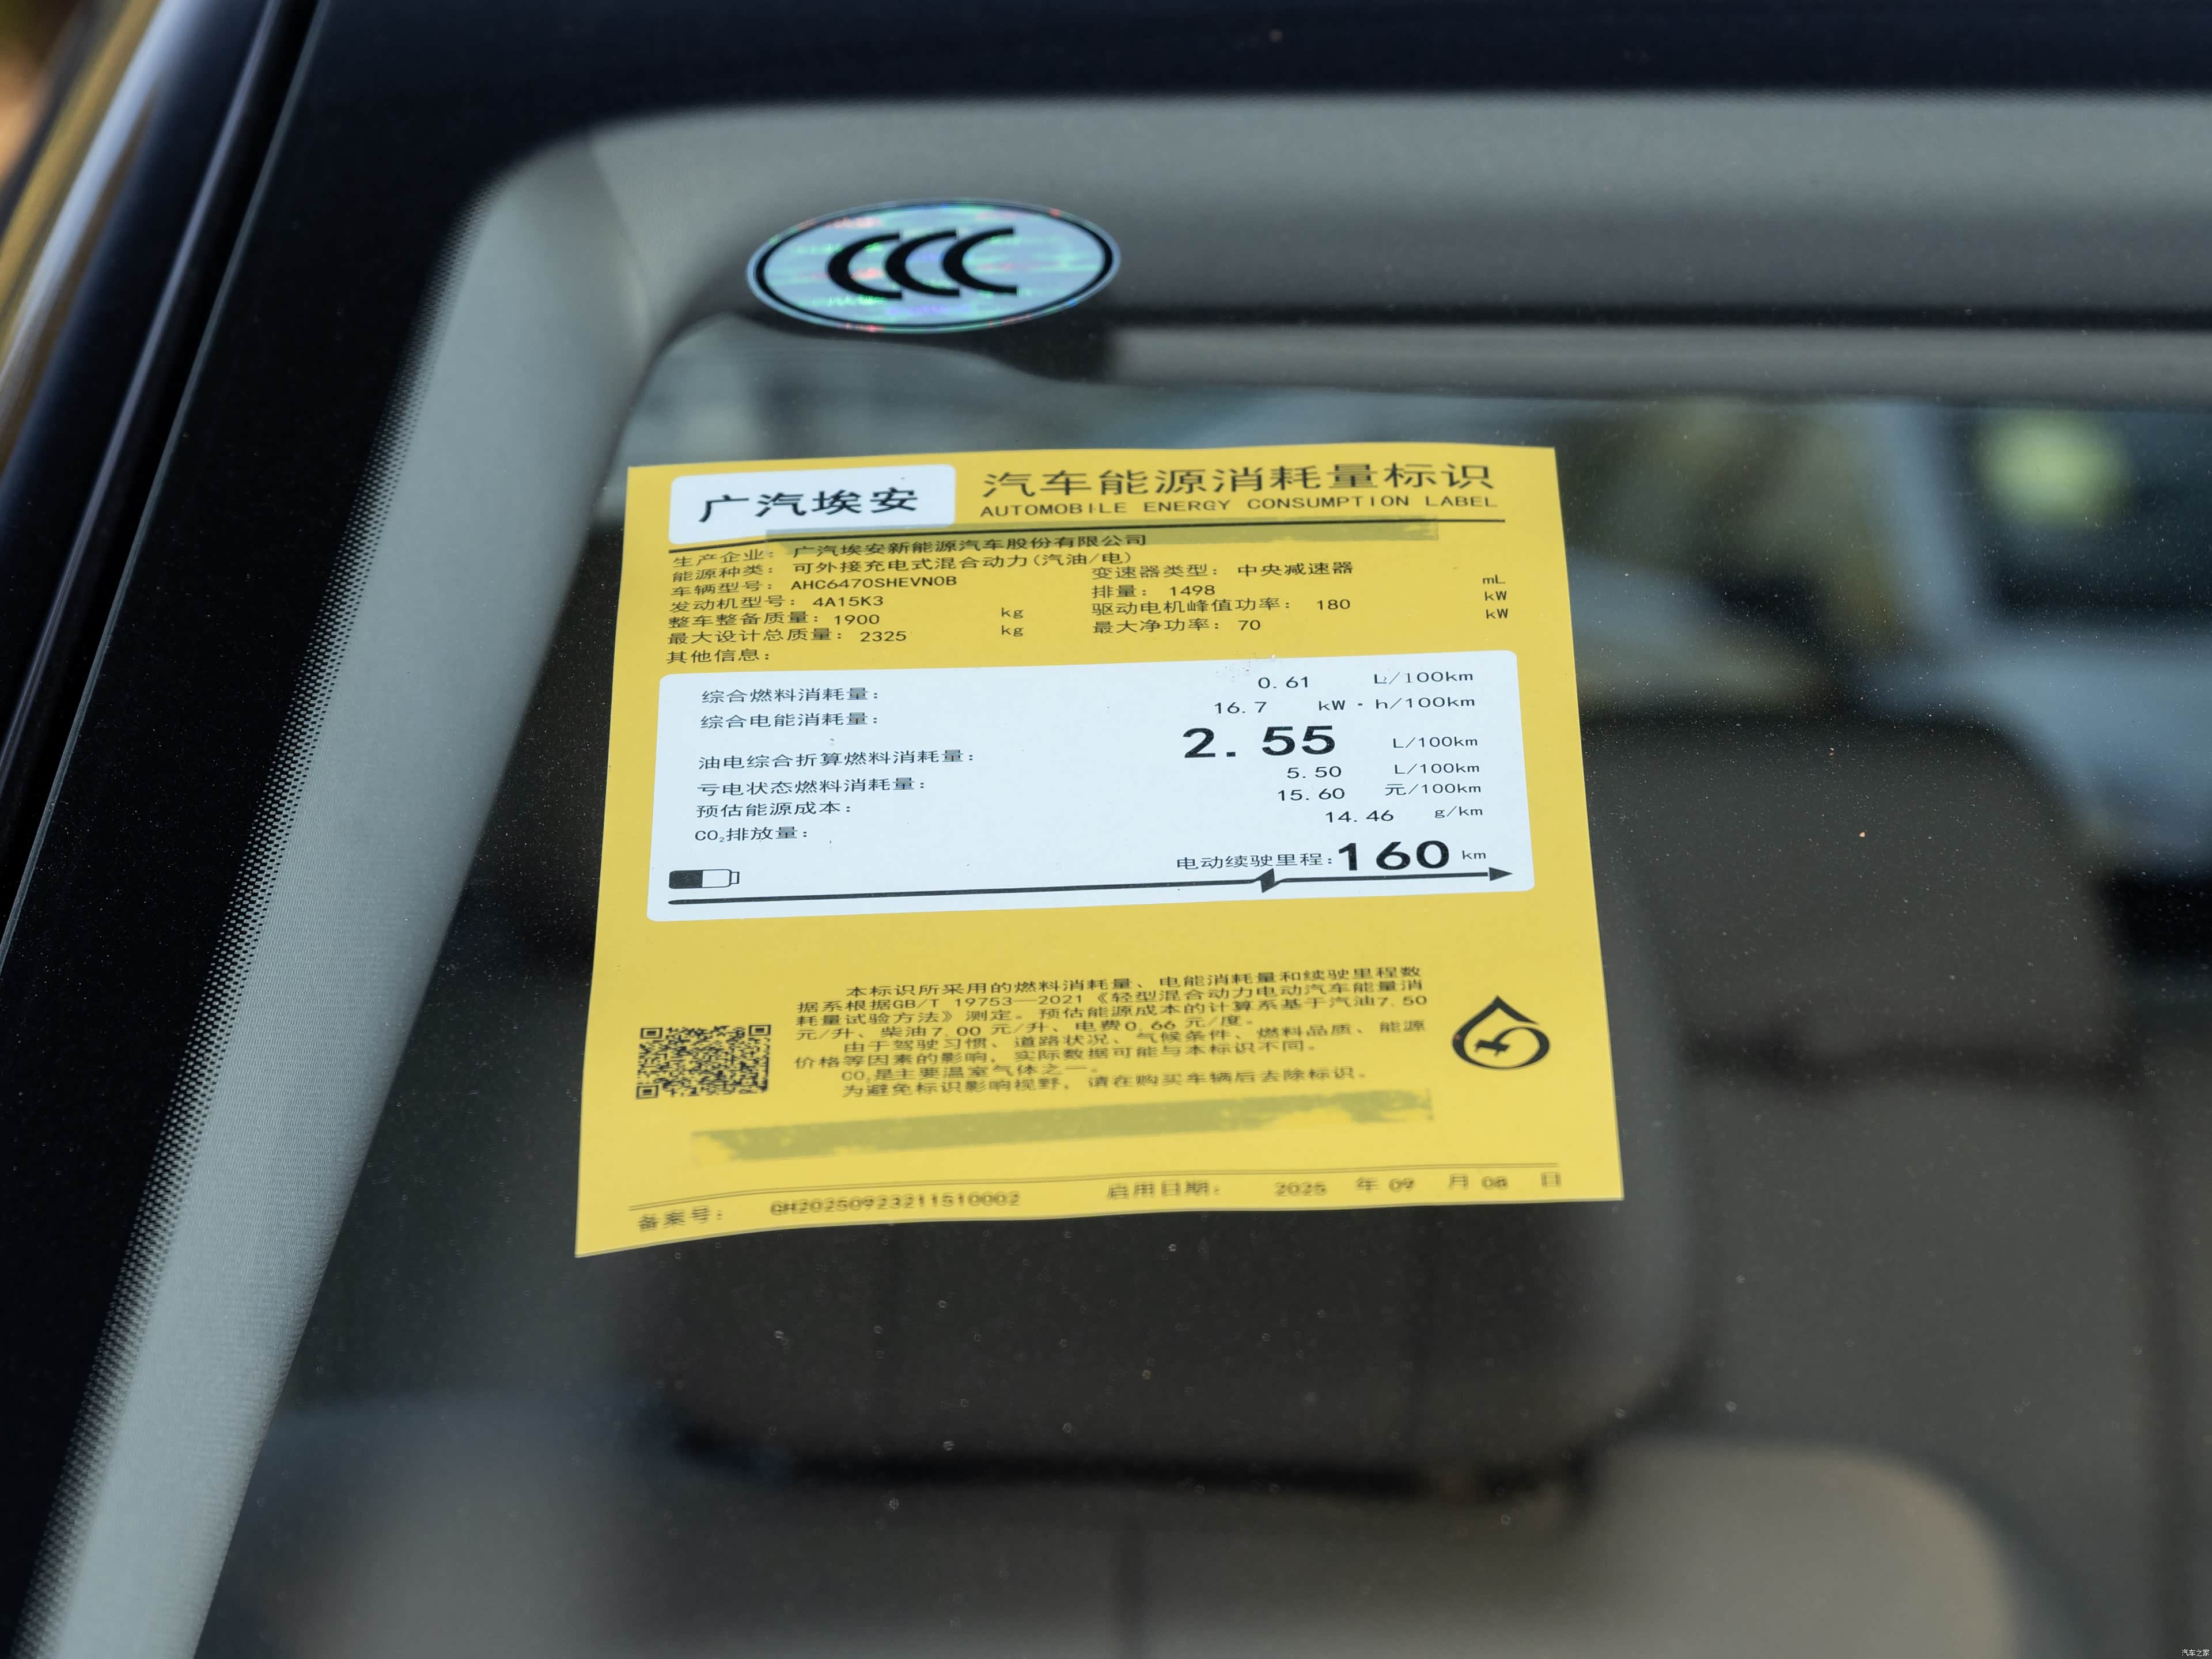 CCC
广汽埃安 汽车能源消耗量标识
AUTOMOBILE ENERGY CONSUMPTION LABEL
生产企业: 广汽埃安新能源汽车股份有限公司
能源种类: 可外接充电式混合动力(汽油/电)
车辆型号: AHC6470SHEVN0B 变速器类型: 中央减速器
发动机型号: 4A15K3 排量: 1498 mL
整车整备质量: 1900 kg 驱动电机峰值功率: 180 kW
最大设计总质量: 2325 kg 最大净功率: 70 kW
其他信息:
综合燃料消耗量: 0.61 L/100km
综合电能消耗量: 16.7 kW·h/100km
油电综合折算燃料消耗量: 2.55 L/100km
亏电状态燃料消耗量: 5.50 L/100km
预估能源成本: 15.60 元/100km
CO₂排放量: 14.46 g/km
电动续驶里程:160 km
本标识所采用的燃料消耗量、电能消耗量和续驶里程数
据系根据GB/T 19753—2021《轻型混合动力电动汽车能量消
耗量试验方法》测定。预估能源成本的计算系基于汽油7.50
元/升、柴油7.00 元/升、电费0.66 元/度。
由于驾驶习惯、道路状况、气候条件、燃料品质、能源
价格等因素的影响，实际数据可能与本标识不同。
CO₂是主要温室气体之一。
为避免标识影响视野，请在购买车辆后去除标识。
备案号: GH20250923211510002 启用日期: 2025 年 09 月 08 日
汽车之家